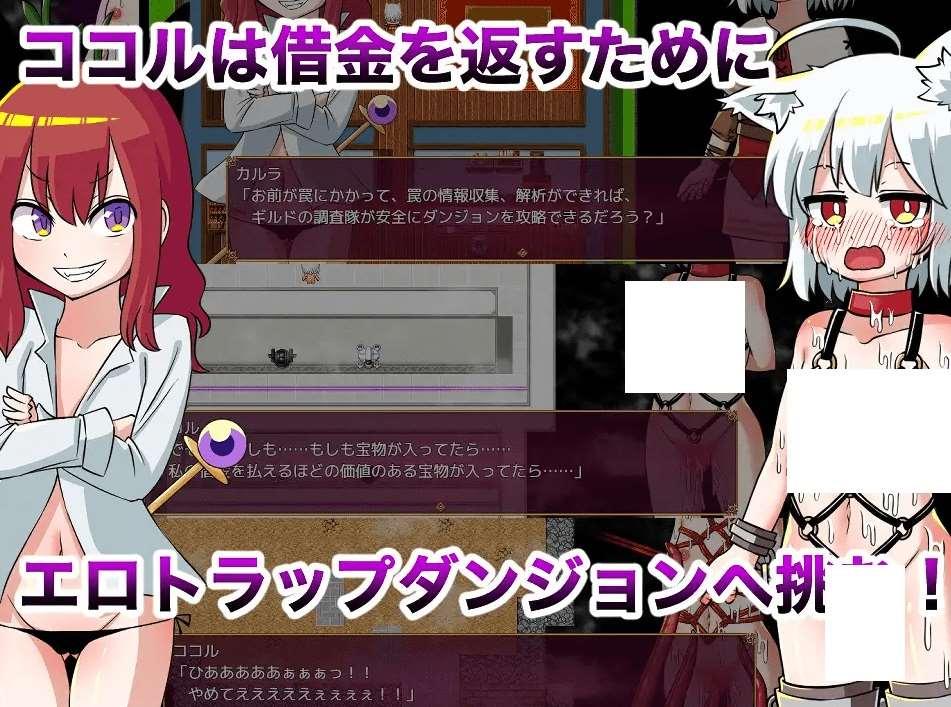 ココルは借金を返すために
カルラ
「お前が罠にかかって、罠の情報収集、解析ができれば、
ギルドの調査隊が安全にダンジョンを攻略できるだろう？」
ル
で
しも……もしも宝物が入ってたら……
私の
を払えるほどの価値のある宝物が入ってたら……」
エロトラップダンジョンへ挑
！
ココル
「ひああああぁぁぁっ！！
やめてえええええぇぇぇぇ！！」